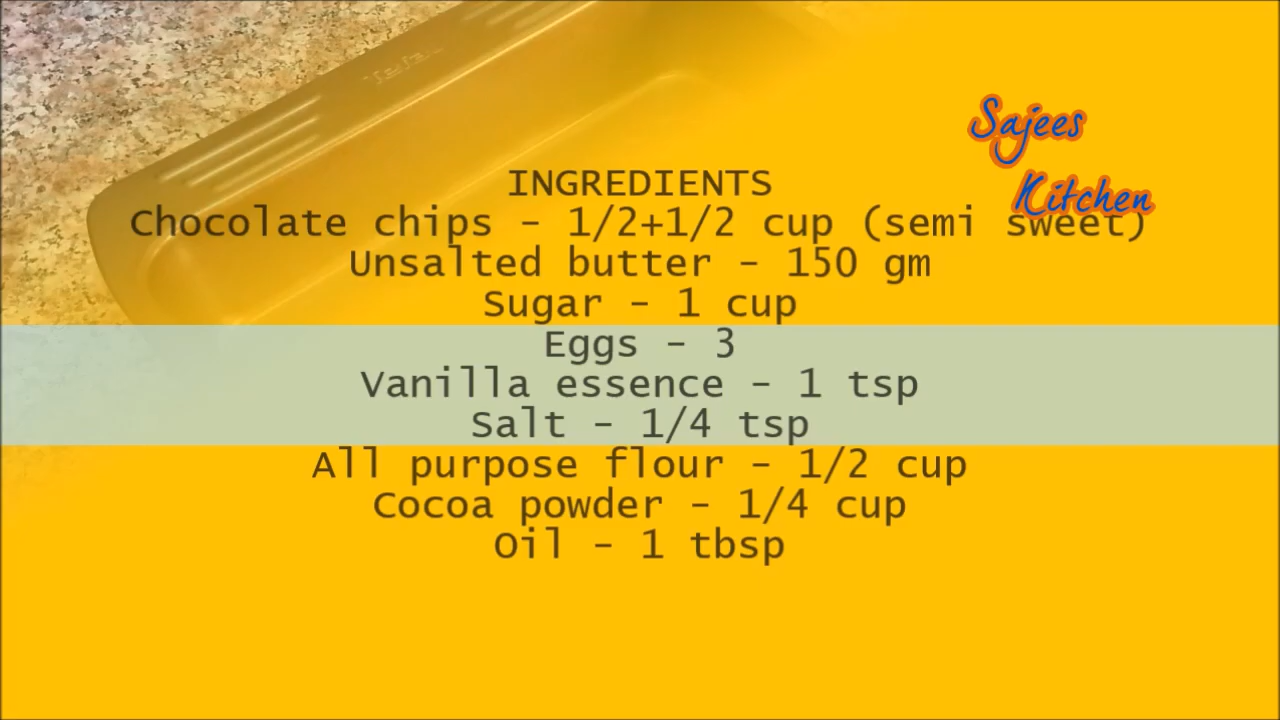 Sajees
Kitchen
INGREDIENTS
Chocolate chips - 1/2+1/2 cup (semi sweet)
Unsalted butter - 150 gm
Sugar - 1 cup
Eggs - 3
Vanilla essence - 1 tsp
Salt - 1/4 tsp
All purpose flour - 1/2 cup
Cocoa powder - 1/4 cup
Oil - 1 tbsp